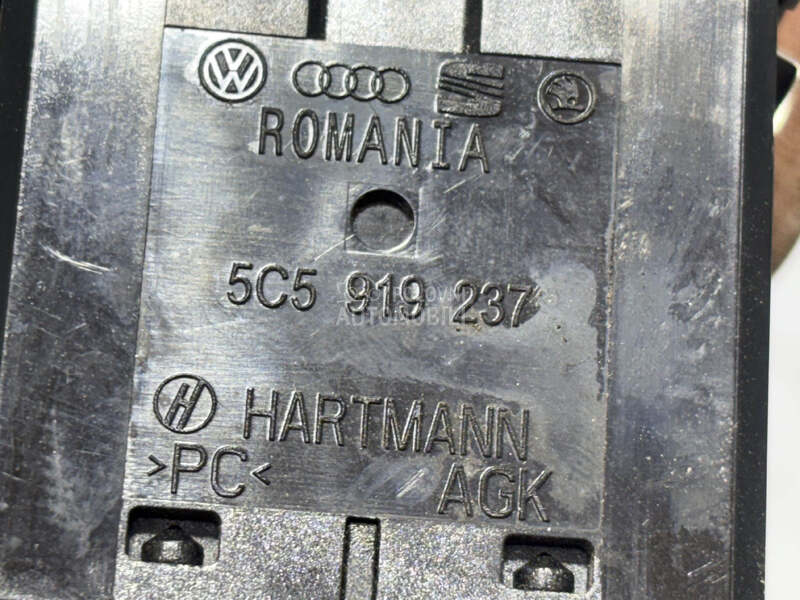 ROMANIA
5C5 919 237
HARTMANN
>PC< AGK